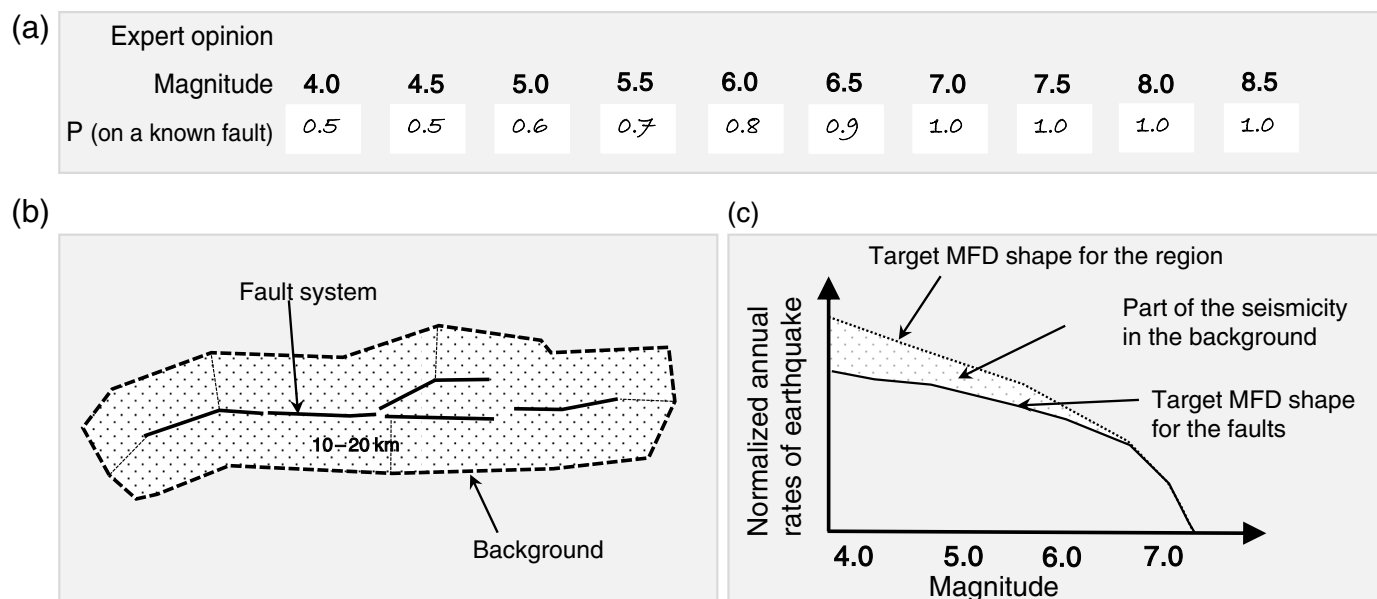 (a)
Expert opinion
Magnitude 4.0 4.5 5.0 5.5 6.0 6.5 7.0 7.5 8.0 8.5
P (on a known fault) 0.5 0.5 0.6 0.7 0.8 0.9 1.0 1.0 1.0 1.0
(b)
Fault system
10–20 km
Background
(c)
Target MFD shape for the region
Part of the seismicity
in the background
Target MFD shape
for the faults
Normalized annual
rates of earthquake
4.0 5.0 6.0 7.0
Magnitude